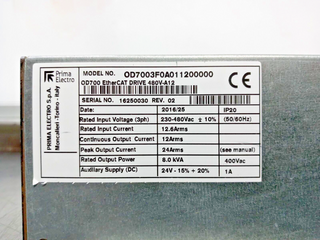 Prima
Electro
PRIMA ELECTRO S.p.A.
Moncalieri -Torino - Italy
MODEL NO. OD7003F0A011200000
OD700 EtherCAT DRIVE 480V-A12
CE
SERIAL NO. 16250030 REV. 02
2016/25 IP20
Rated Input Voltage (3ph) 230-480Vac ± 10% (50/60Hz)
Rated Input Current 12.6Arms
Continuous Output Current 12Arms
Peak Output Current 24Arms (see manual)
Rated Output Power 8.0 kVA 400Vac
Auxiliary Supply (DC) 24V - 15% + 20% 1A